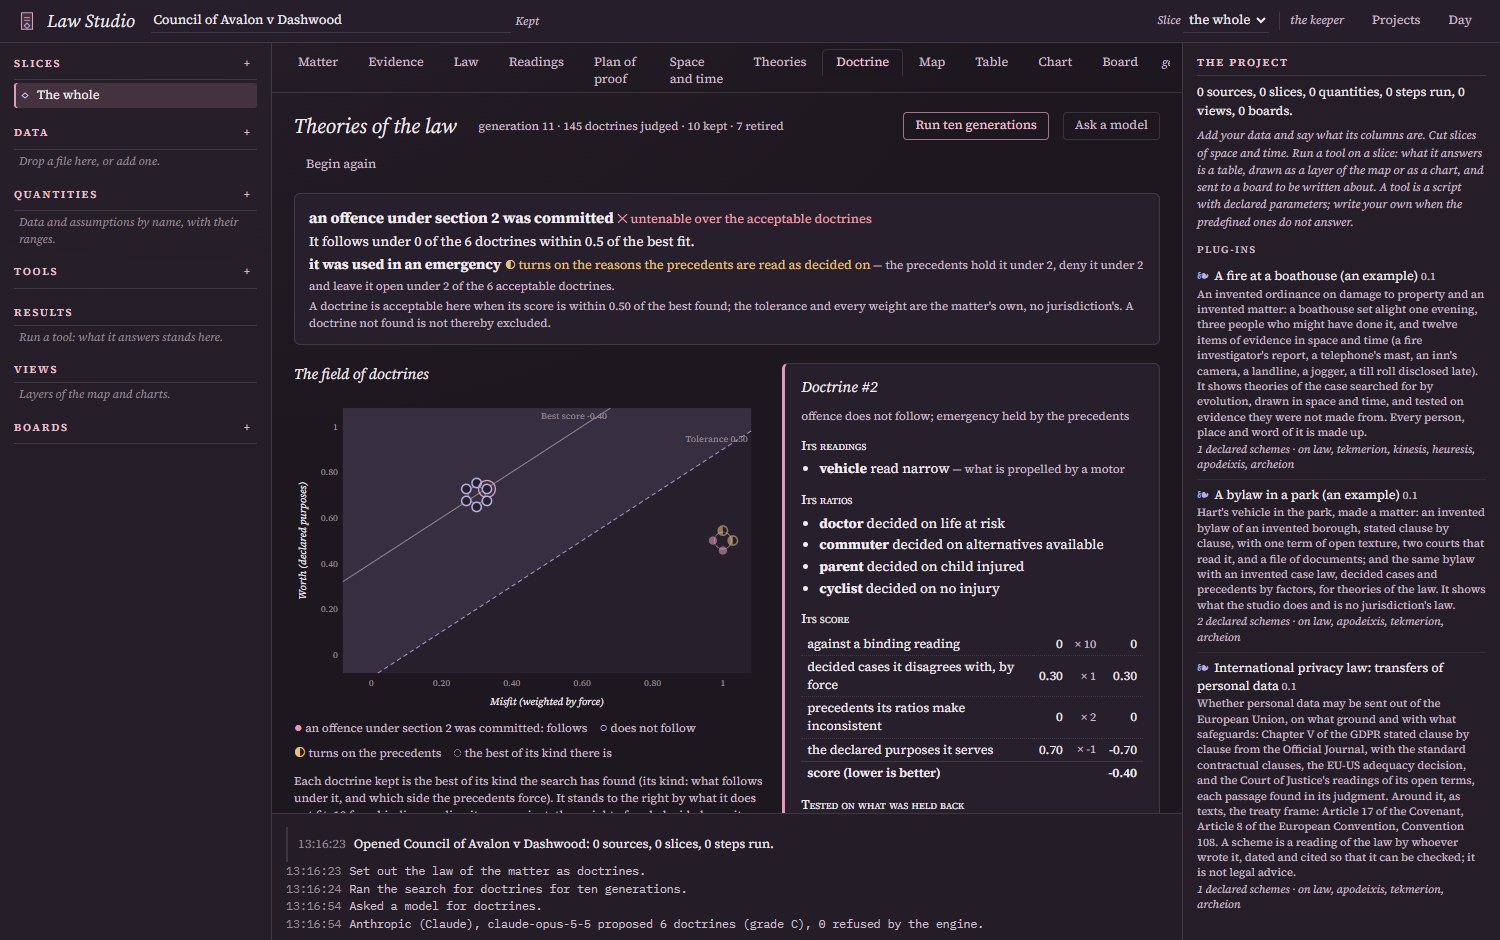 Law Studio
Council of Avalon v Dashwood
Kept
Slice the whole
the keeper
Projects
Day
SLICES +
The whole
DATA +
Drop a file here, or add one.
QUANTITIES +
Data and assumptions by name, with their
ranges.
TOOLS +
RESULTS
Run a tool: what it answers stands here.
VIEWS
Layers of the map and charts.
BOARDS +
Matter
Evidence
Law
Readings
Plan of
proof
Space
and time
Theories
Doctrine
Map
Table
Chart
Board
Theories of the law
generation 11 · 145 doctrines judged · 10 kept · 7 retired
Run ten generations
Ask a model
Begin again
an offence under section 2 was committed × untenable over the acceptable doctrines
It follows under 0 of the 6 doctrines within 0.5 of the best fit.
it was used in an emergency ◐ turns on the reasons the precedents are read as decided on — the precedents hold it under 2, deny it under 2
and leave it open under 2 of the 6 acceptable doctrines.
A doctrine is acceptable here when its score is within 0.50 of the best found; the tolerance and every weight are the matter's own, no jurisdiction's. A
doctrine not found is not thereby excluded.
The field of doctrines
Best score -0.40
Tolerance 0.50
1
0.80
0.60
0.40
0.20
0
Worth (declared purposes)
0 0.20 0.40 0.60 0.80 1
Misfit (weighted by force)
● an offence under section 2 was committed: follows ○ does not follow
◐ turns on the precedents ◌ the best of its kind there is
Each doctrine kept is the best of its kind the search has found (its kind: what follows
under it, and which side the precedents force). It stands to the right by what it does
Doctrine #2
offence does not follow; emergency held by the precedents
ITS READINGS
• vehicle read narrow — what is propelled by a motor
ITS RATIOS
• doctor decided on life at risk
• commuter decided on alternatives available
• parent decided on child injured
• cyclist decided on no injury
ITS SCORE
against a binding reading 0 × 10 0
decided cases it disagrees with, by
force 0.30 × 1 0.30
precedents its ratios make
inconsistent 0 × 2 0
the declared purposes it serves 0.70 × -1 -0.70
score (lower is better) -0.40
TESTED ON WHAT WAS HELD BACK
13:16:23 Opened Council of Avalon v Dashwood: 0 sources, 0 slices, 0 steps run.
13:16:23 Set out the law of the matter as doctrines.
13:16:24 Ran the search for doctrines for ten generations.
13:16:54 Asked a model for doctrines.
13:16:54 Anthropic (Claude), claude-opus-5-5 proposed 6 doctrines (grade C), 0 refused by the engine.
THE PROJECT
0 sources, 0 slices, 0 quantities, 0 steps run, 0
views, 0 boards.
Add your data and say what its columns are. Cut slices
of space and time. Run a tool on a slice: what it answers
is a table, drawn as a layer of the map or as a chart, and
sent to a board to be written about. A tool is a script
with declared parameters; write your own when the
predefined ones do not answer.
PLUG-INS
A fire at a boathouse (an example) 0.1
An invented ordinance on damage to property and an
invented matter: a boathouse set alight one evening,
three people who might have done it, and twelve
items of evidence in space and time (a fire
investigator's report, a telephone's mast, an inn's
camera, a landline, a jogger, a till roll disclosed late).
It shows theories of the case searched for by
evolution, drawn in space and time, and tested on
evidence they were not made from. Every person,
place and word of it is made up.
1 declared schemes · on law, tekmerion, kinesis, heuresis,
apodeixis, archeion
A bylaw in a park (an example) 0.1
Hart's vehicle in the park, made a matter: an invented
bylaw of an invented borough, stated clause by
clause, with one term of open texture, two courts that
read it, and a file of documents; and the same bylaw
with an invented case law, decided cases and
precedents by factors, for theories of the law. It shows
what the studio does and is no jurisdiction's law.
2 declared schemes · on law, apodeixis, tekmerion,
archeion
International privacy law: transfers of
personal data 0.1
Whether personal data may be sent out of the
European Union, on what ground and with what
safeguards: Chapter V of the GDPR stated clause by
clause from the Official Journal, with the standard
contractual clauses, the EU-US adequacy decision,
and the Court of Justice's readings of its open terms,
each passage found in its judgment. Around it, as
texts, the treaty frame: Article 17 of the Covenant,
Article 8 of the European Convention, Convention
108. A scheme is a reading of the law by whoever
wrote it, dated and cited so that it can be checked; it
is not legal advice.
1 declared schemes · on law, apodeixis, tekmerion,
archeion